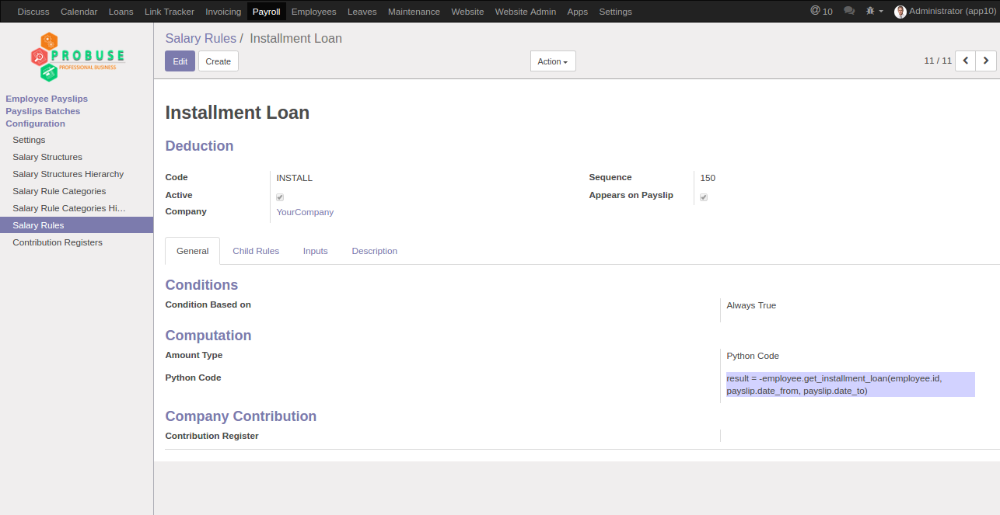 Discuss Calendar Loans Link Tracker Invoicing Payroll Employees Leaves Maintenance Website Website Admin Apps Settings @ 10 Administrator (app10)
PROBUSE
PROFESSIONAL BUSINESS
Employee Payslips
Payslips Batches
Configuration
Settings
Salary Structures
Salary Structures Hierarchy
Salary Rule Categories
Salary Rule Categories Hi...
Salary Rules
Contribution Registers
Salary Rules / Installment Loan
Edit Create Action 11 / 11
Installment Loan
Deduction
Code INSTALL Sequence 150
Active Appears on Payslip
Company YourCompany
General Child Rules Inputs Description
Conditions
Condition Based on Always True
Computation
Amount Type Python Code
Python Code result = -employee.get_installment_loan(employee.id,
payslip.date_from, payslip.date_to)
Company Contribution
Contribution Register